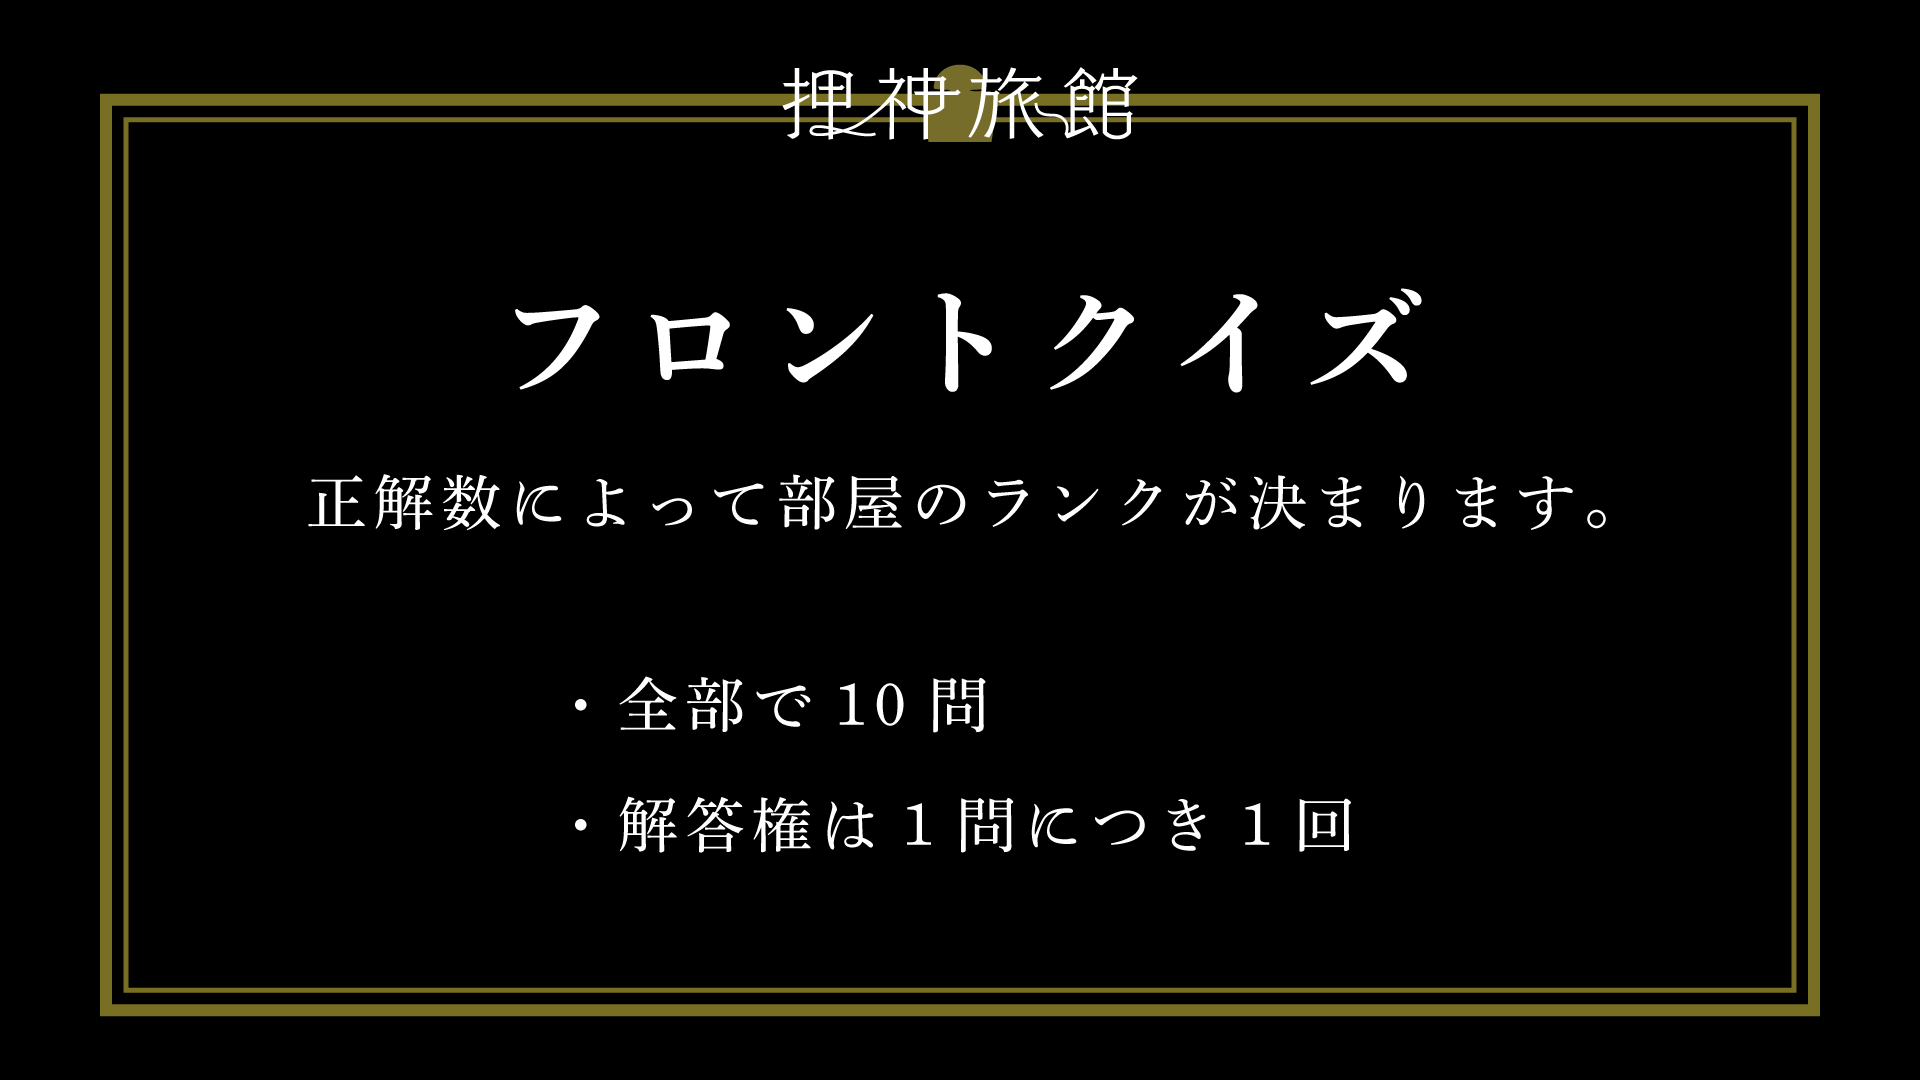 押神旅館
フロントクイズ
正解数によって部屋のランクが決まります。
・全部で10問
・解答権は1問につき1回